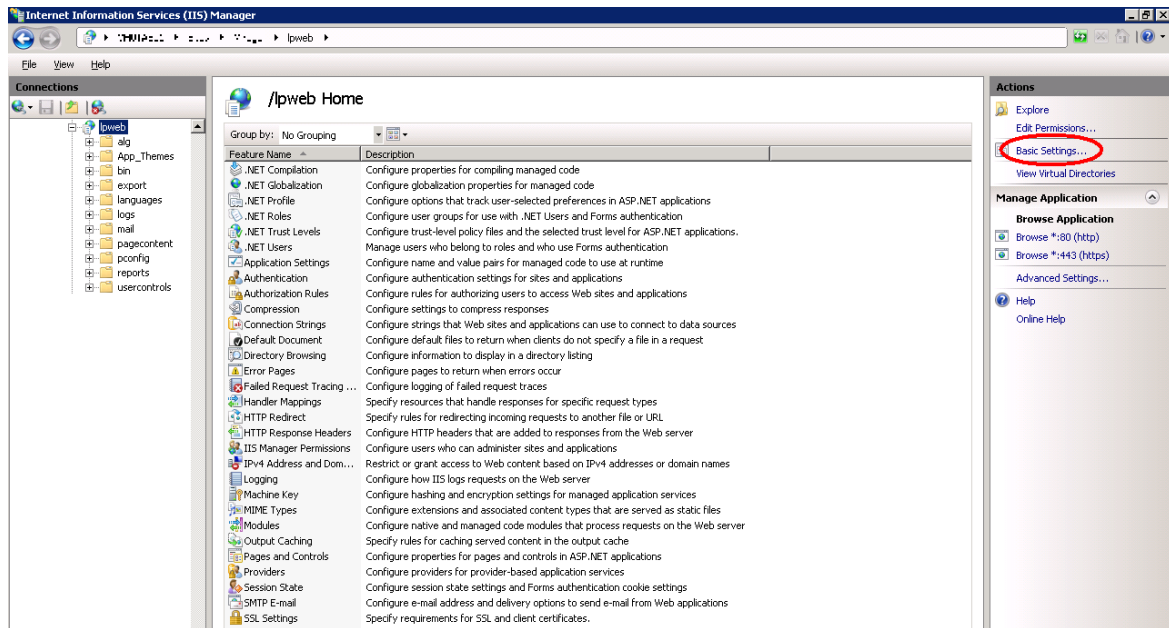 Internet Information Services (IIS) Manager
lpweb
File View Help
Connections
lpweb
alg
App_Themes
bin
export
languages
logs
mail
pagecontent
pconfig
reports
usercontrols
/lpweb Home
Group by: No Grouping
Feature Name Description
.NET Compilation Configure properties for compiling managed code
.NET Globalization Configure globalization properties for managed code
.NET Profile Configure options that track user-selected preferences in ASP.NET applications
.NET Roles Configure user groups for use with .NET Users and Forms authentication
.NET Trust Levels Configure trust-level policy files and the selected trust level for ASP.NET applications.
.NET Users Manage users who belong to roles and who use Forms authentication
Application Settings Configure name and value pairs for managed code to use at runtime
Authentication Configure authentication settings for sites and applications
Authorization Rules Configure rules for authorizing users to access Web sites and applications
Compression Configure settings to compress responses
Connection Strings Configure strings that Web sites and applications can use to connect to data sources
Default Document Configure default files to return when clients do not specify a file in a request
Directory Browsing Configure information to display in a directory listing
Error Pages Configure pages to return when errors occur
Failed Request Tracing ... Configure logging of failed request traces
Handler Mappings Specify resources that handle responses for specific request types
HTTP Redirect Specify rules for redirecting incoming requests to another file or URL
HTTP Response Headers Configure HTTP headers that are added to responses from the Web server
IIS Manager Permissions Configure users who can administer sites and applications
IPv4 Address and Dom... Restrict or grant access to Web content based on IPv4 addresses or domain names
Logging Configure how IIS logs requests on the Web server
Machine Key Configure hashing and encryption settings for managed application services
MIME Types Configure extensions and associated content types that are served as static files
Modules Configure native and managed code modules that process requests on the Web server
Output Caching Specify rules for caching served content in the output cache
Pages and Controls Configure properties for pages and controls in ASP.NET applications
Providers Configure providers for provider-based application services
Session State Configure session state settings and Forms authentication cookie settings
SMTP E-mail Configure e-mail address and delivery options to send e-mail from Web applications
SSL Settings Specify requirements for SSL and client certificates.
Actions
Explore
Edit Permissions...
Basic Settings...
View Virtual Directories
Manage Application
Browse Application
Browse *:80 (http)
Browse *:443 (https)
Advanced Settings...
Help
Online Help